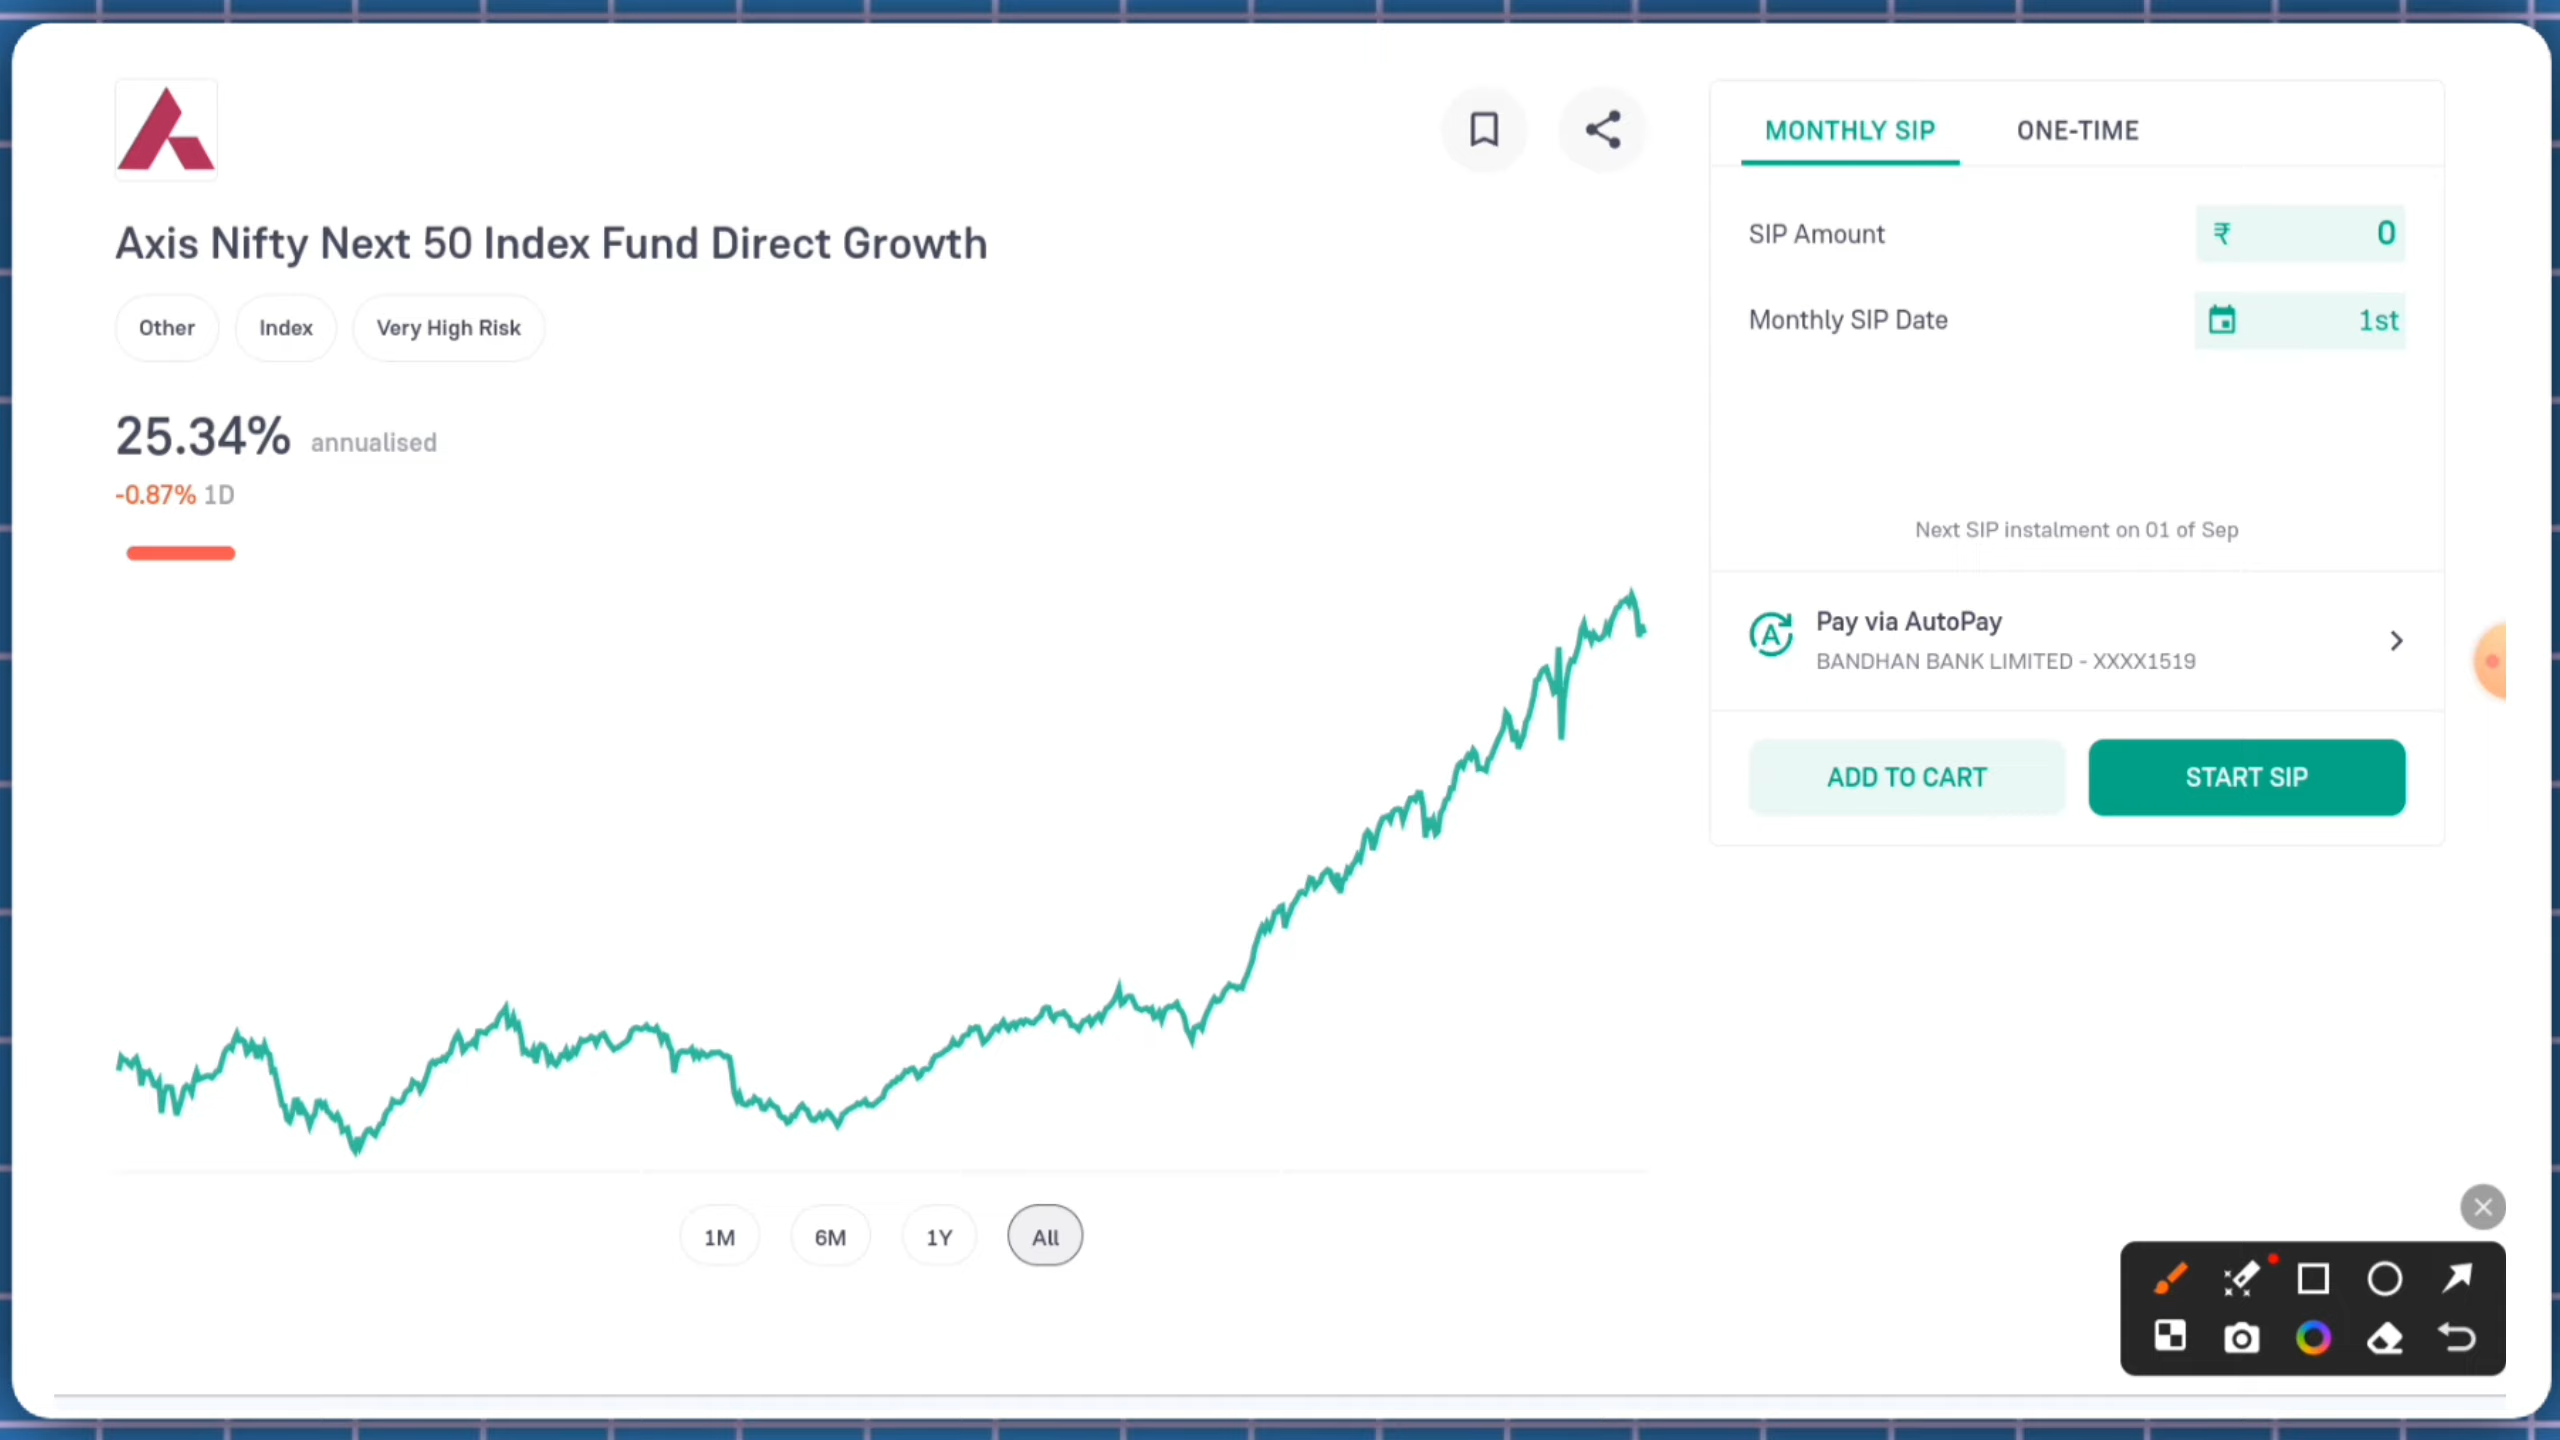 Axis Nifty Next 50 Index Fund Direct Growth
Other
Index
Very High Risk
25.34% annualised
-0.87% 1D
1M
6M
1Y
All
MONTHLY SIP
ONE-TIME
SIP Amount
₹ 0
Monthly SIP Date
1st
Next SIP instalment on 01 of Sep
Pay via AutoPay
BANDHAN BANK LIMITED - XXXX1519
ADD TO CART
START SIP